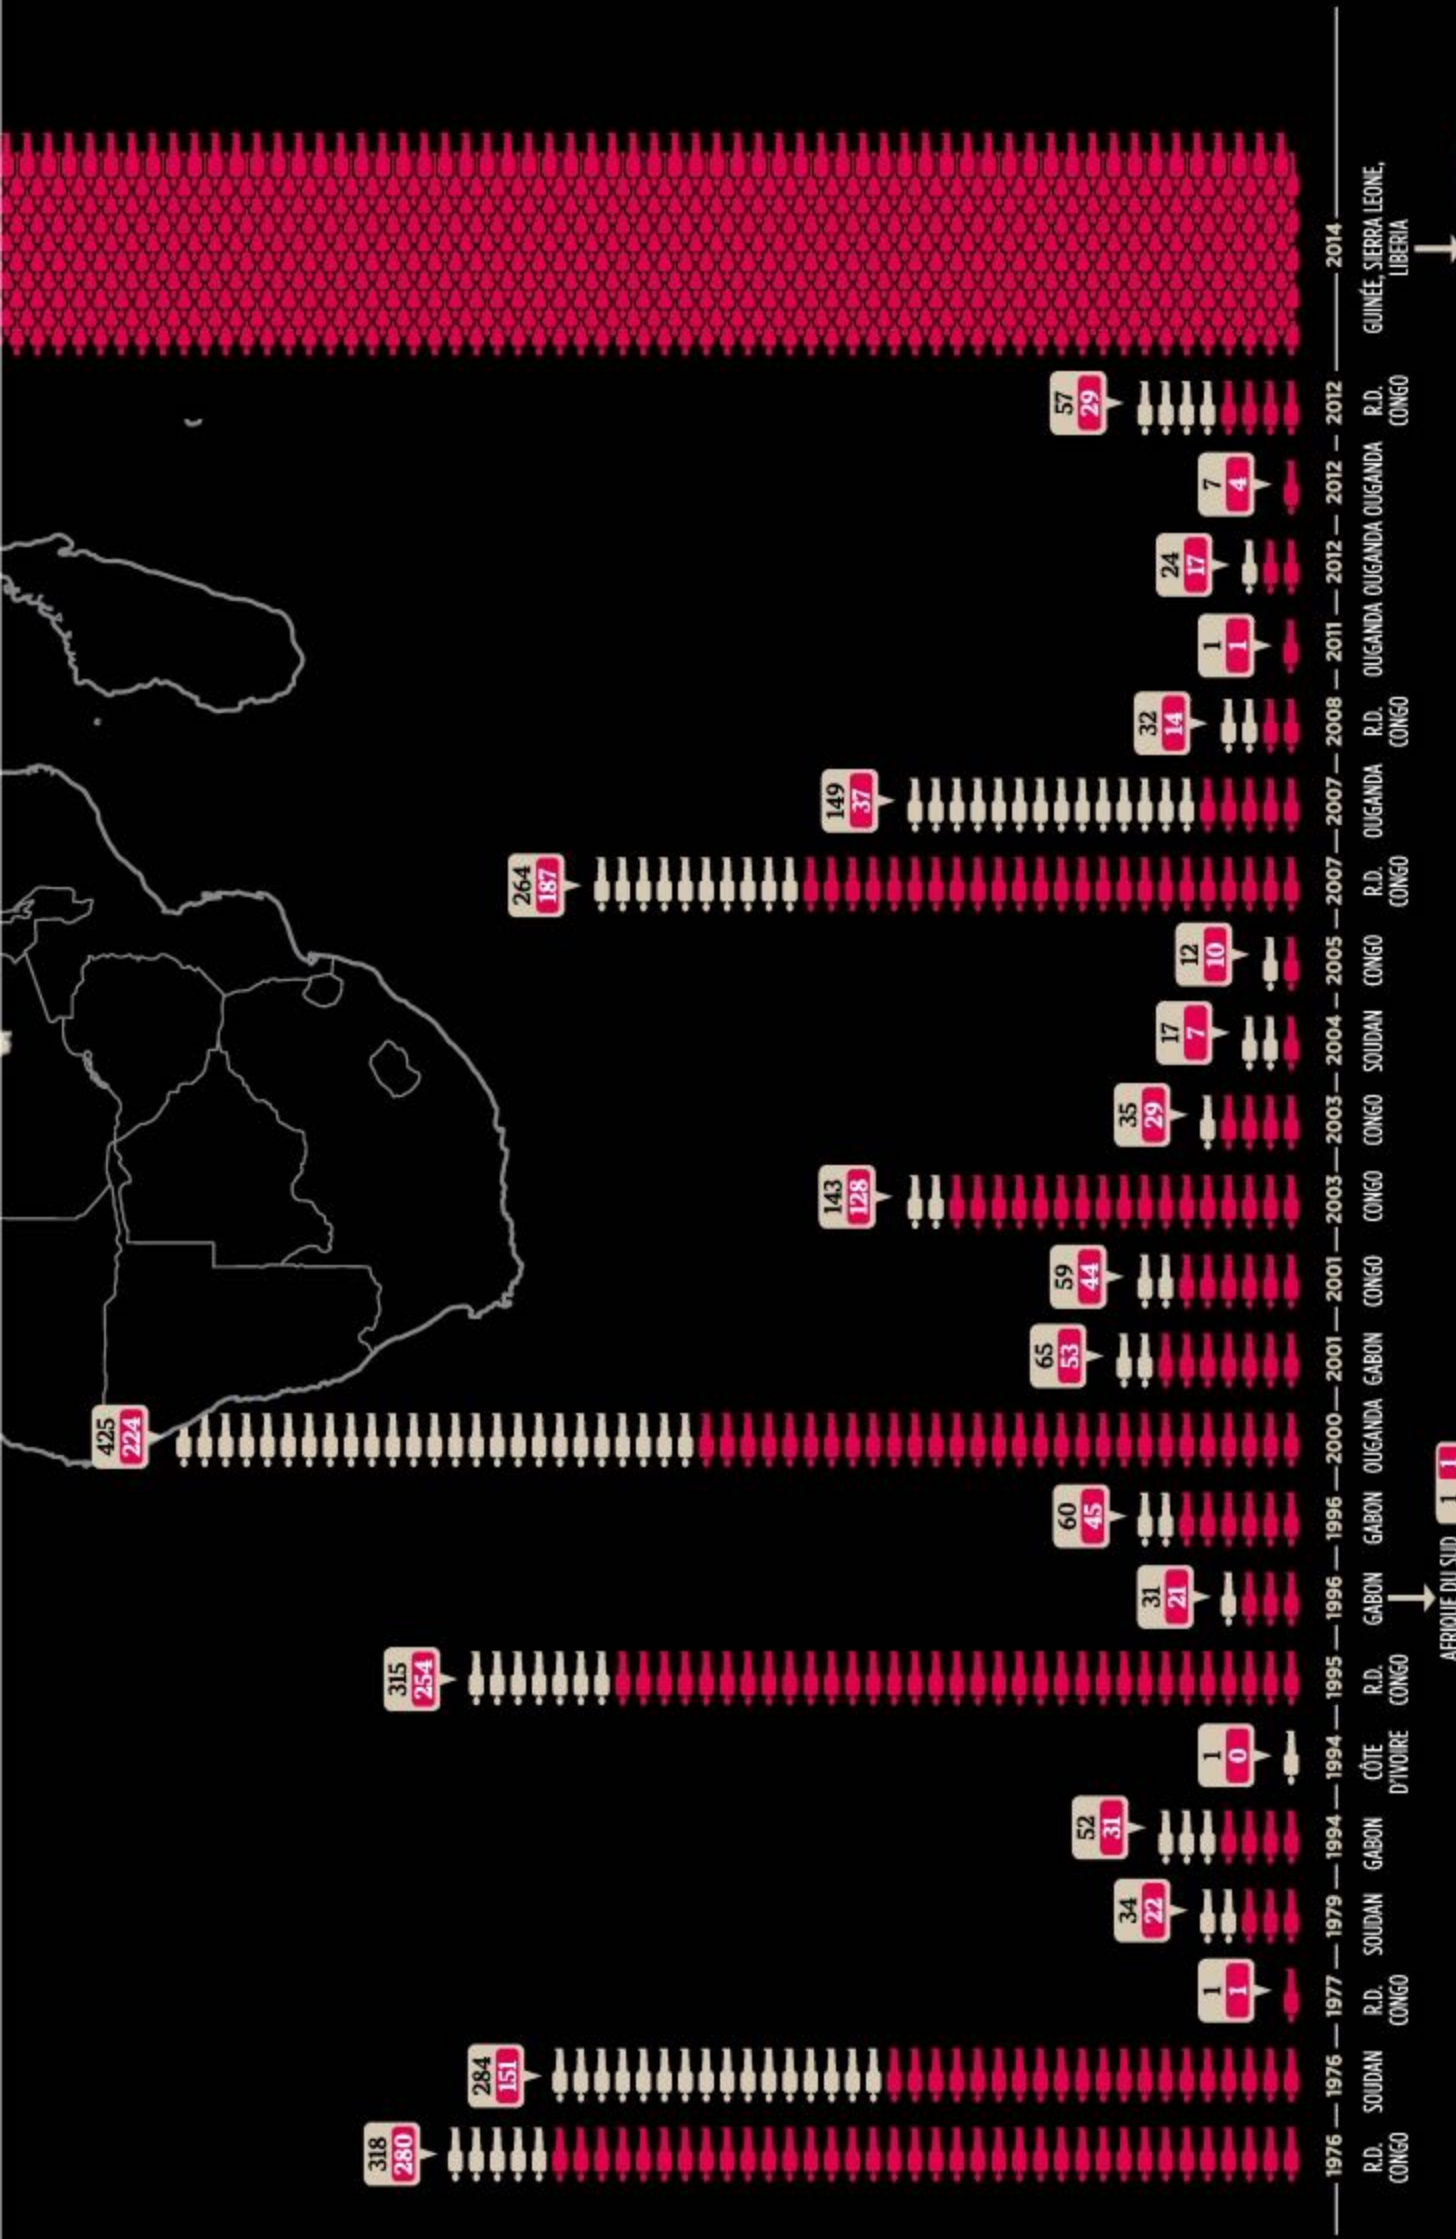 318
280
284
151
1
1
34
22
52
31
1
0
315
254
31
21
60
45
425
224
65
53
59
44
143
128
35
29
17
7
12
10
264
187
149
37
32
14
1
1
24
17
7
4
57
29
1976 — 1976 — 1977 — 1979 — 1994 — 1994 — 1995 — 1996 — 1996 — 2000 — 2001 — 2001 — 2003 — 2003 — 2004 — 2005 — 2007 — 2007 — 2008 — 2011 — 2012 — 2012 — 2012 — 2014
R.D.
CONGO
SOUDAN
R.D.
CONGO
SOUDAN
GABON
CÔTE
D'IVOIRE
R.D.
CONGO
GABON
GABON
OUGANDA
GABON
CONGO
CONGO
CONGO
SOUDAN
CONGO
R.D.
CONGO
OUGANDA
R.D.
CONGO
OUGANDA
OUGANDA
OUGANDA
R.D.
CONGO
GUINÉE, SIERRA LEONE,
LIBERIA
AFRIQUE DU SUD 1 1